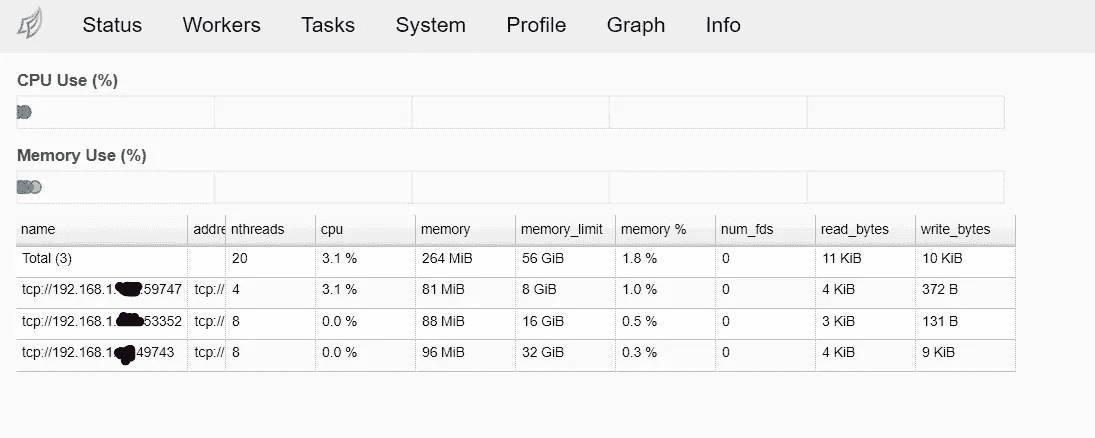 Status Workers Tasks System Profile Graph Info
CPU Use (%)
Memory Use (%)
name addre nthreads cpu memory memory_limit memory % num_fds read_bytes write_bytes
Total (3) 20 3.1 % 264 MiB 56 GiB 1.8 % 0 11 KiB 10 KiB
tcp://192.168.1. :59747 tcp:// 4 3.1 % 81 MiB 8 GiB 1.0 % 0 4 KiB 372 B
tcp://192.168.1. 53352 tcp:// 8 0.0 % 88 MiB 16 GiB 0.5 % 0 3 KiB 131 B
tcp://192.168.1 49743 tcp:// 8 0.0 % 96 MiB 32 GiB 0.3 % 0 4 KiB 9 KiB